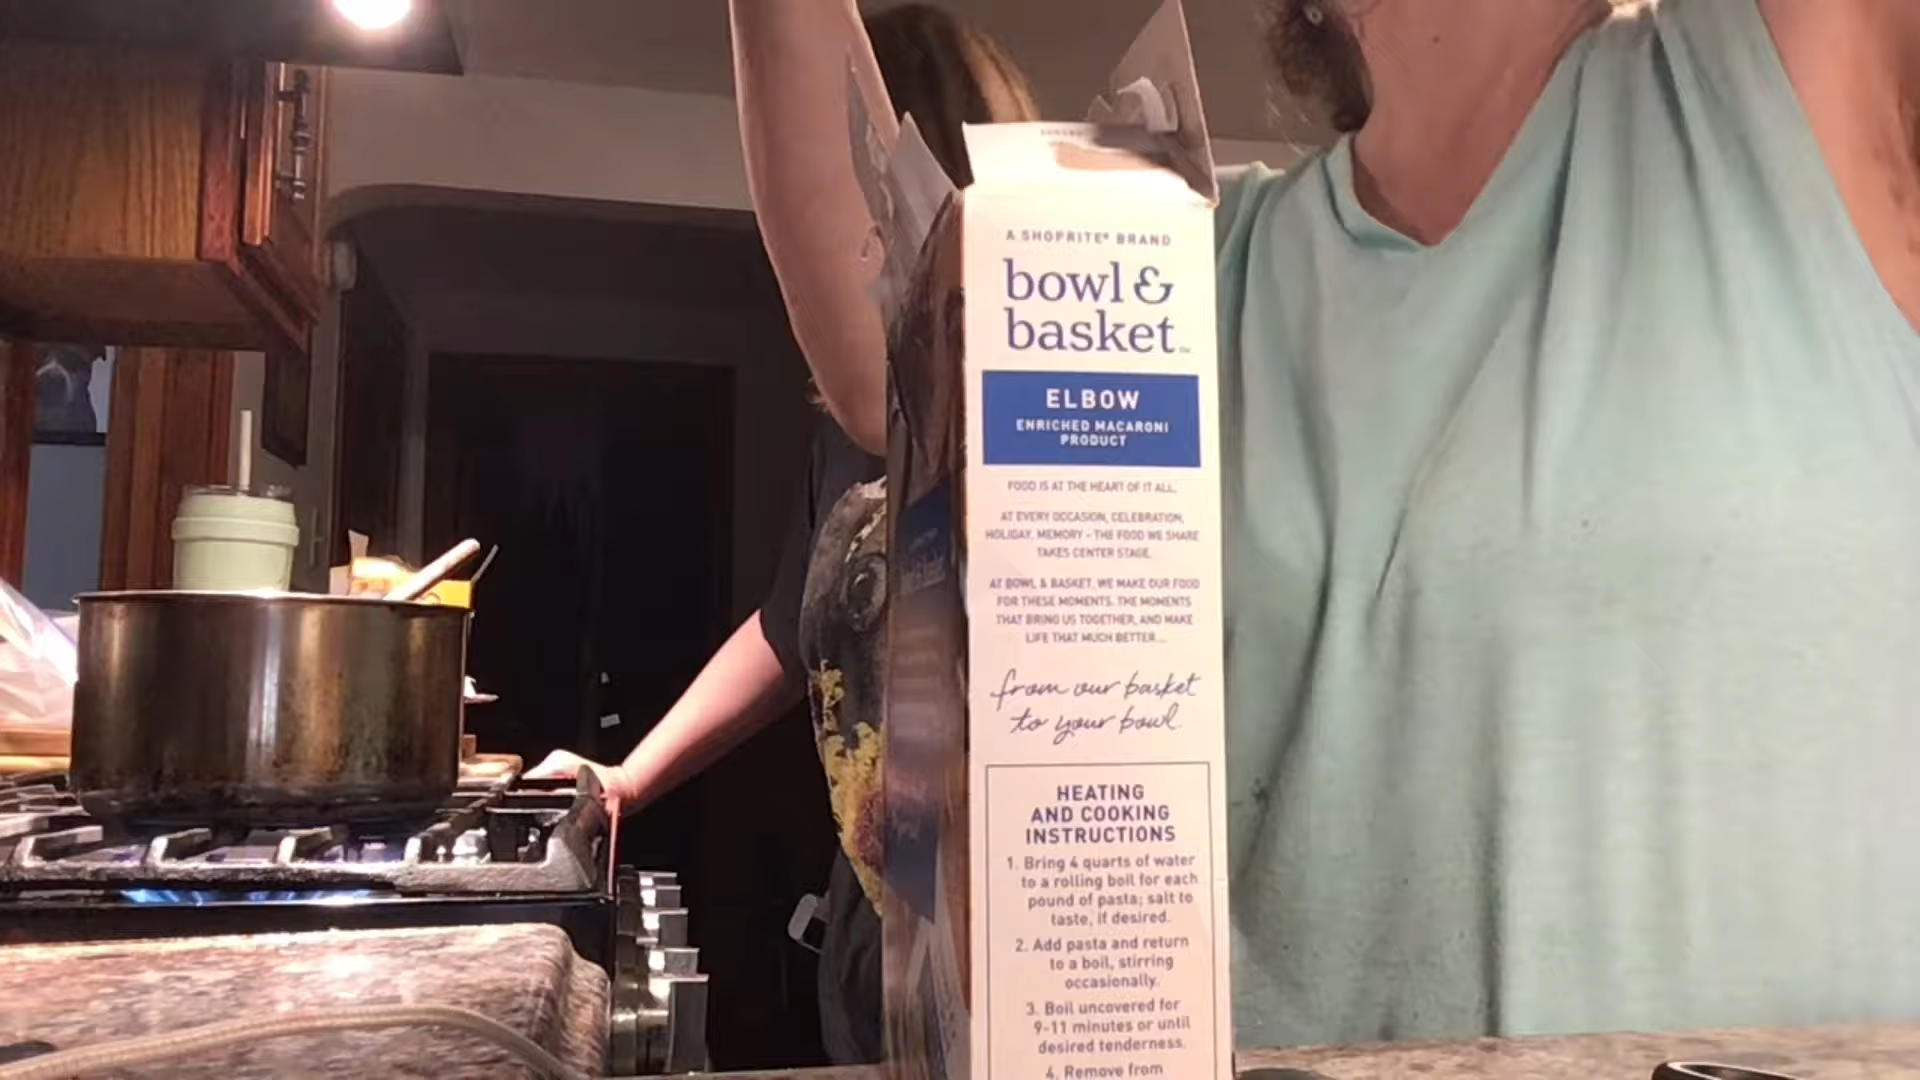 A SHOPRITE® BRAND
bowl &
basket™
ELBOW
ENRICHED MACARONI
PRODUCT
FOOD IS AT THE HEART OF IT ALL.
AT EVERY OCCASION, CELEBRATION,
HOLIDAY, MEMORY - THE FOOD WE SHARE
TAKES CENTER STAGE.
AT BOWL & BASKET, WE MAKE OUR FOOD
FOR THESE MOMENTS. THE MOMENTS
THAT BRING US TOGETHER, AND MAKE
LIFE THAT MUCH BETTER...
from our basket
to your bowl.
HEATING
AND COOKING
INSTRUCTIONS
1. Bring 4 quarts of water
to a rolling boil for each
pound of pasta; salt to
taste, if desired.
2. Add pasta and return
to a boil, stirring
occasionally.
3. Boil uncovered for
9-11 minutes or until
desired tenderness.
4. Remove from